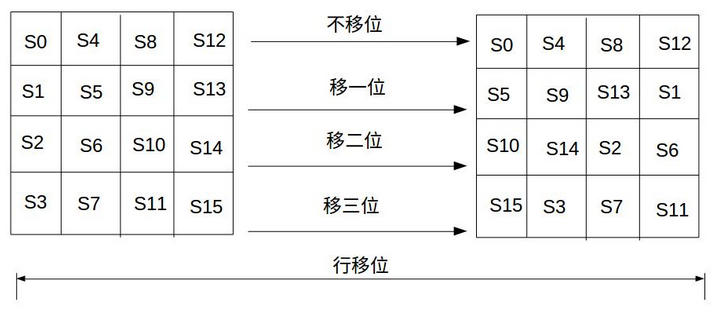 S0 S4 S8 S12 不移位 S0 S4 S8 S12
S1 S5 S9 S13 移一位 S5 S9 S13 S1
S2 S6 S10 S14 移二位 S10 S14 S2 S6
S3 S7 S11 S15 移三位 S15 S3 S7 S11
行移位